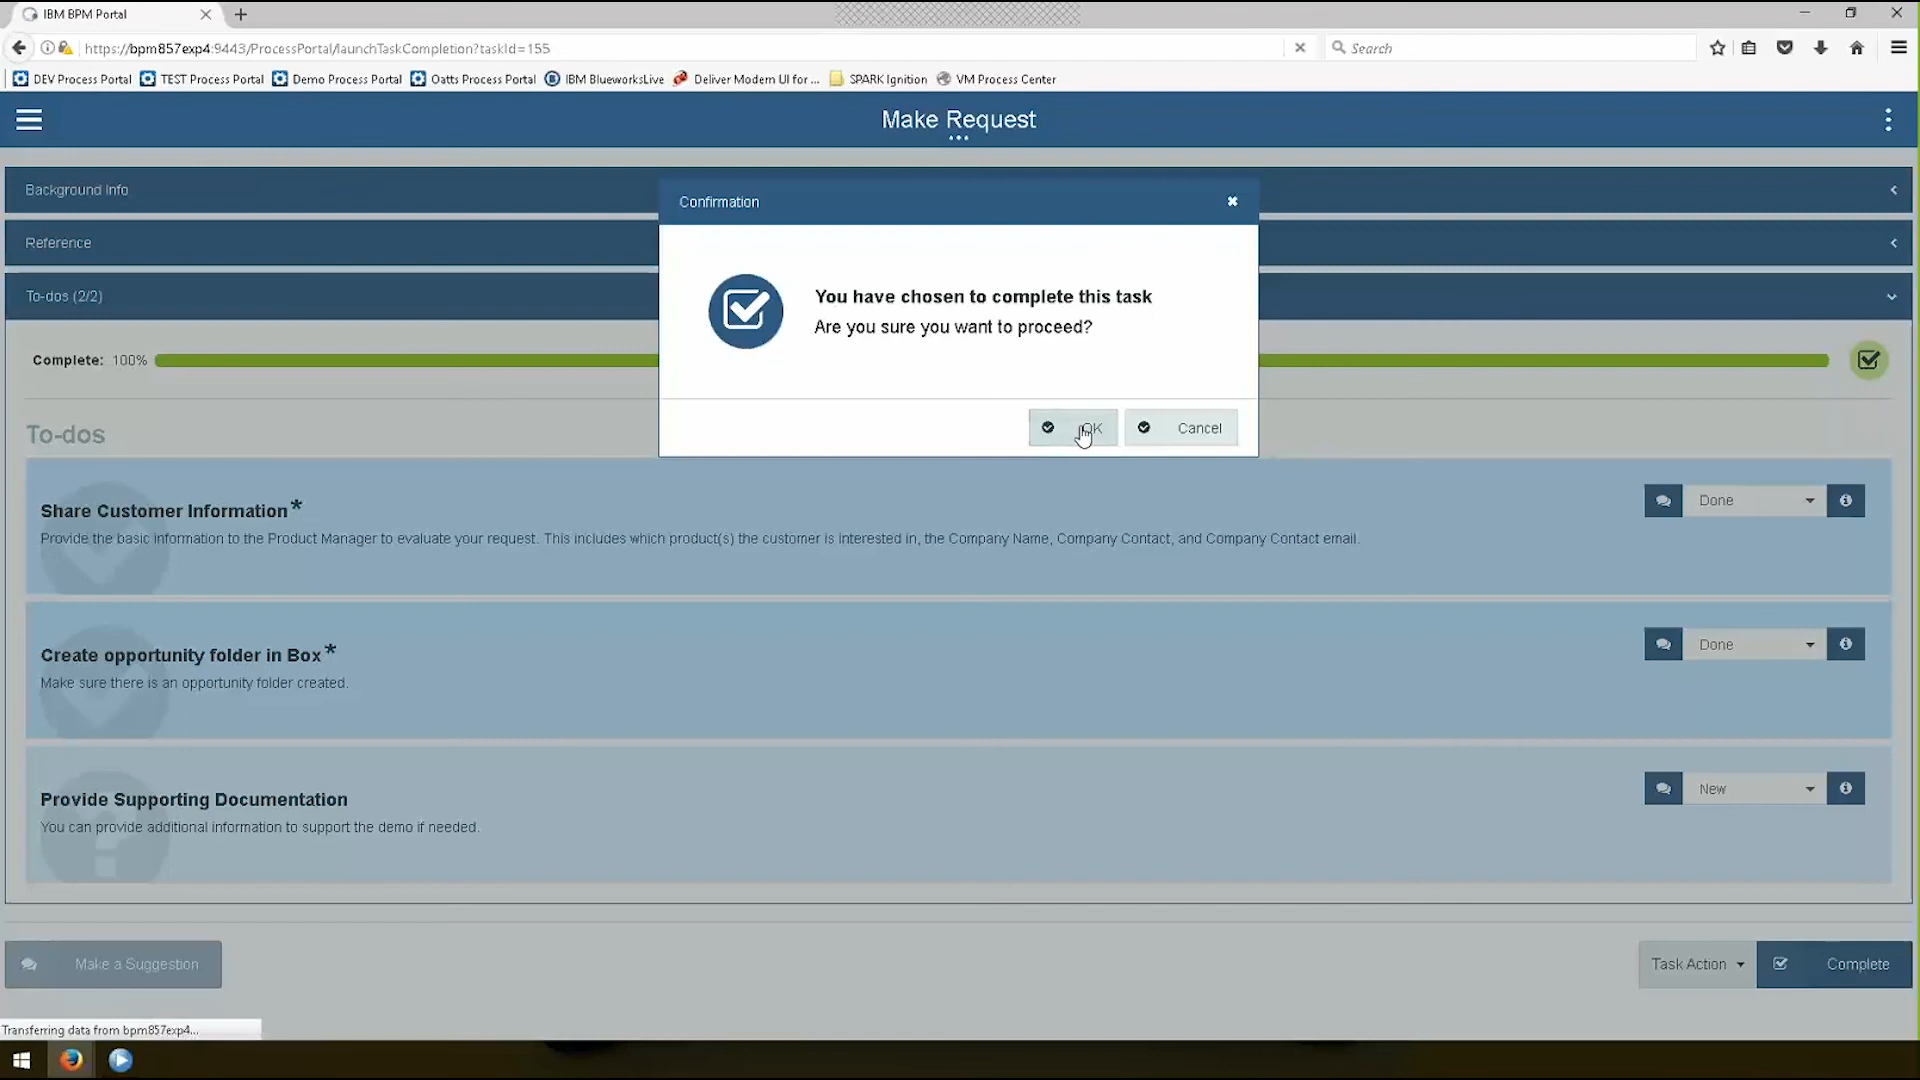 IBM BPM Portal
https://bpm857exp4:9443/ProcessPortal/launchTaskCompletion?taskId=155
Search
DEV Process Portal
TEST Process Portal
Demo Process Portal
Oatts Process Portal
IBM BlueworksLive
Deliver Modern UI for ...
SPARK Ignition
VM Process Center
Make Request
Background Info
Reference
To-dos (2/2)
Confirmation
You have chosen to complete this task
Are you sure you want to proceed?
OK
Cancel
Complete: 100%
To-dos
Share Customer Information*
Done
Provide the basic information to the Product Manager to evaluate your request. This includes which product(s) the customer is interested in, the Company Name, Company Contact, and Company Contact email.
Create opportunity folder in Box*
Done
Make sure there is an opportunity folder created.
Provide Supporting Documentation
New
You can provide additional information to support the demo if needed.
Make a Suggestion
Task Action
Complete
Transferring data from bpm857exp4...